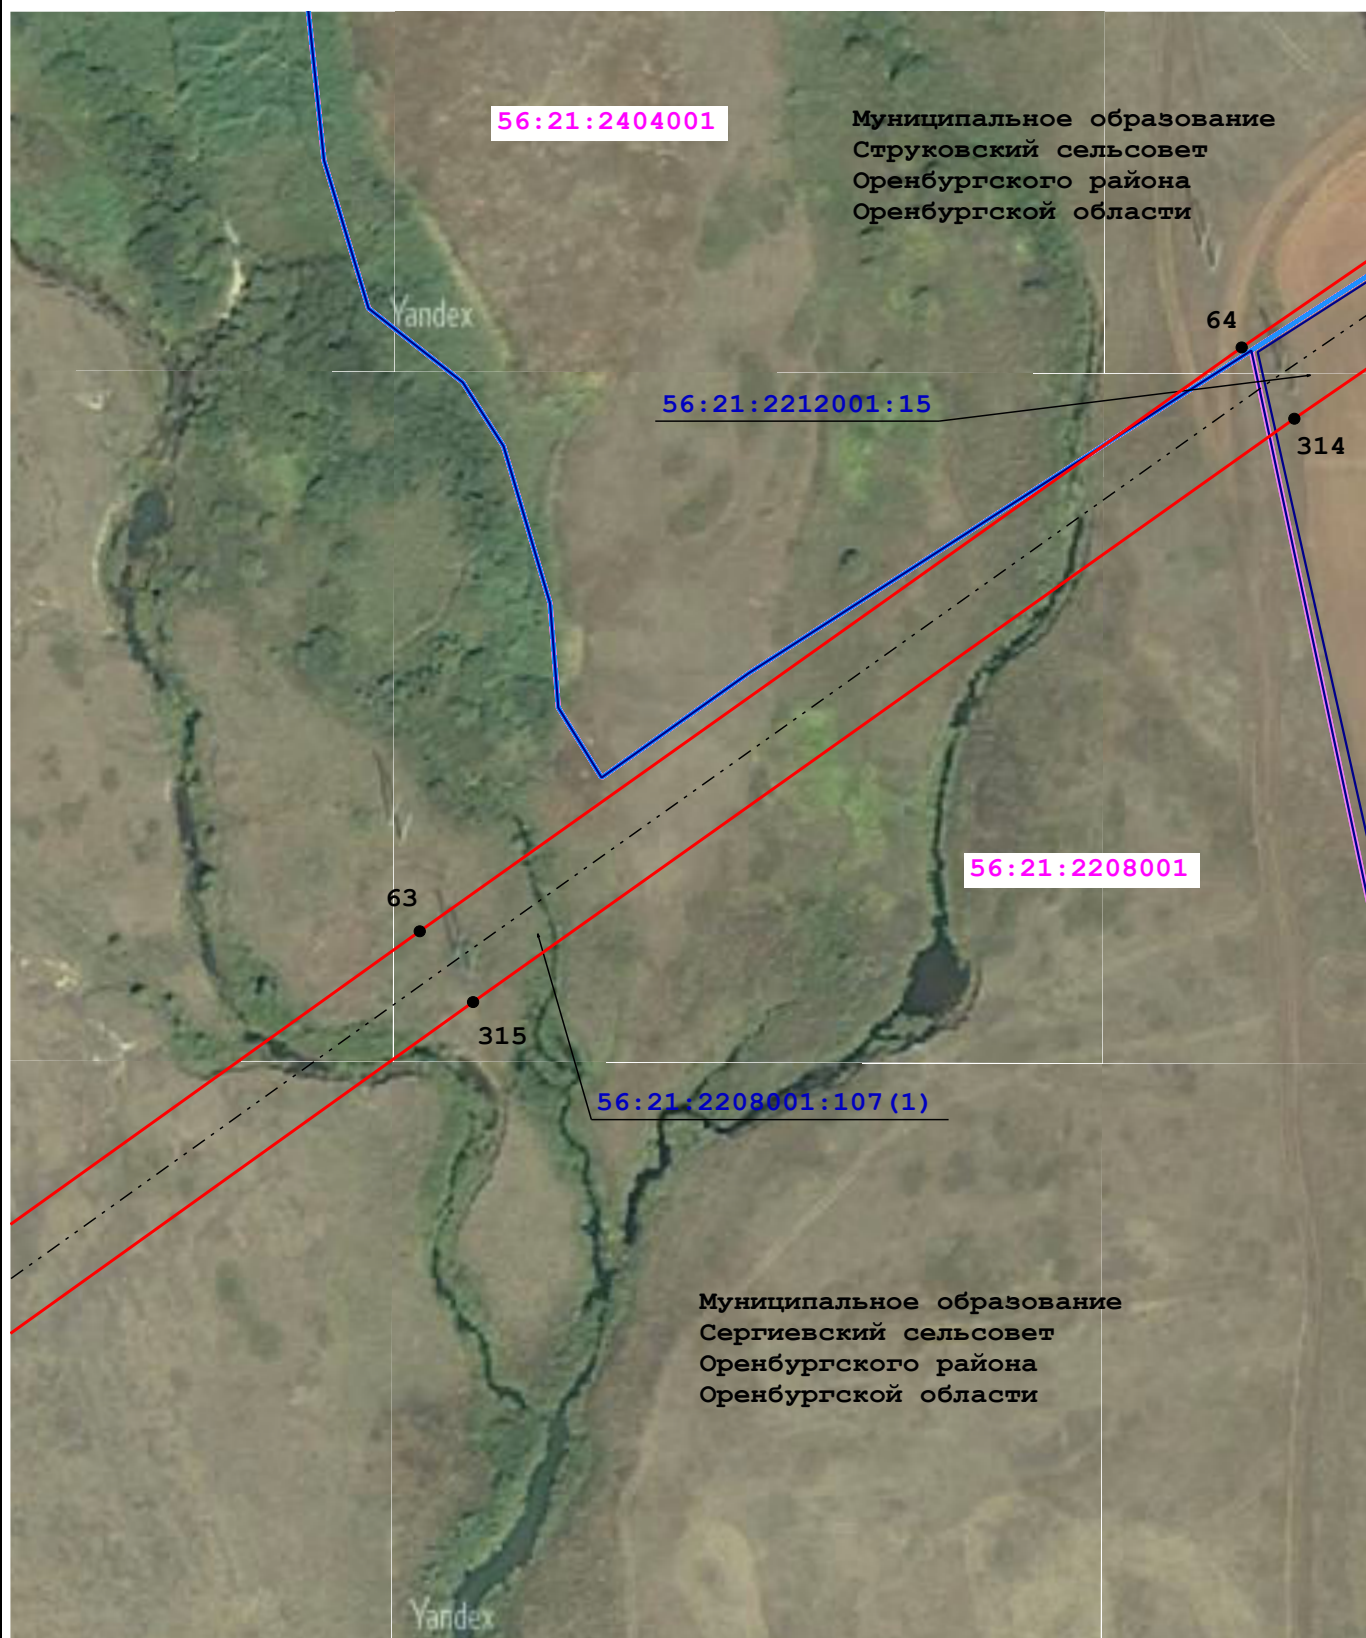 56:21:2404001
Муниципальное образование
Струковский сельсовет
Оренбургского района
Оренбургской области
Yandex
64
56:21:2212001:15
314
56:21:2208001
63
315
56:21:2208001:107(1)
Муниципальное образование
Сергиевский сельсовет
Оренбургского района
Оренбургской области
Yandex